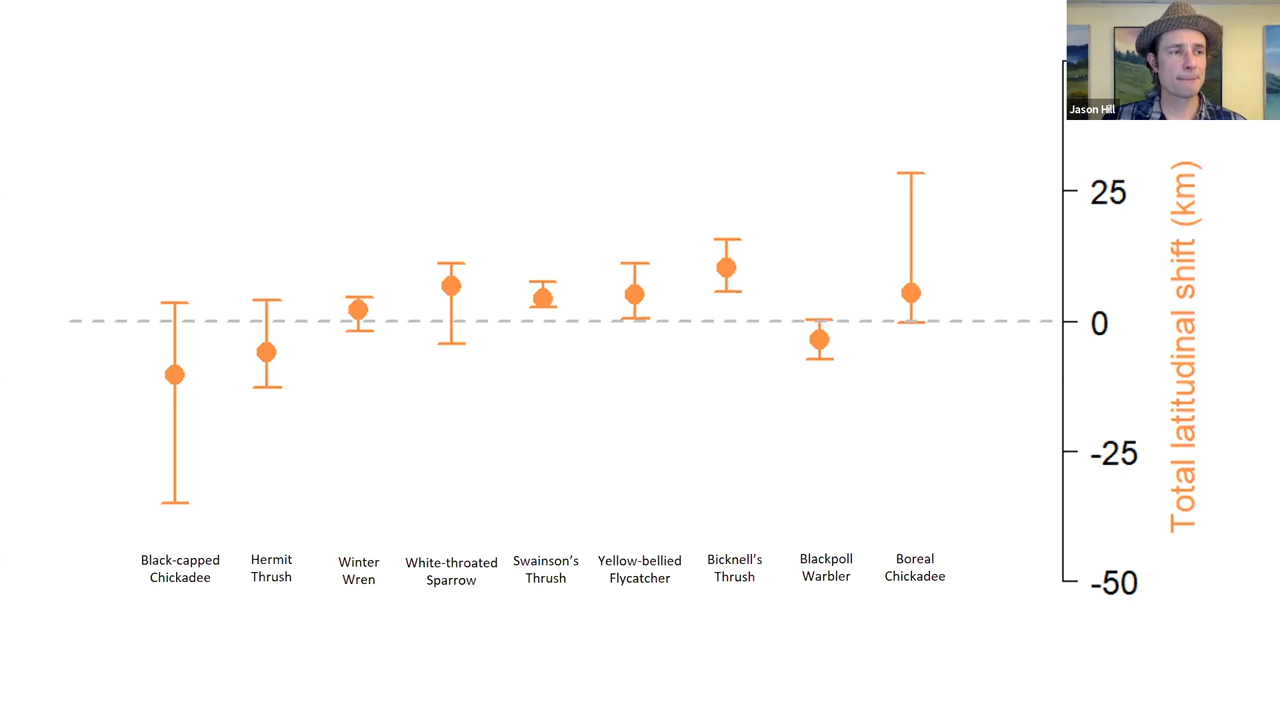 Jason Hill
25
0
-25
-50
Total latitudinal shift (km)
Black-capped
Chickadee
Hermit
Thrush
Winter
Wren
White-throated
Sparrow
Swainson's
Thrush
Yellow-bellied
Flycatcher
Bicknell's
Thrush
Blackpoll
Warbler
Boreal
Chickadee